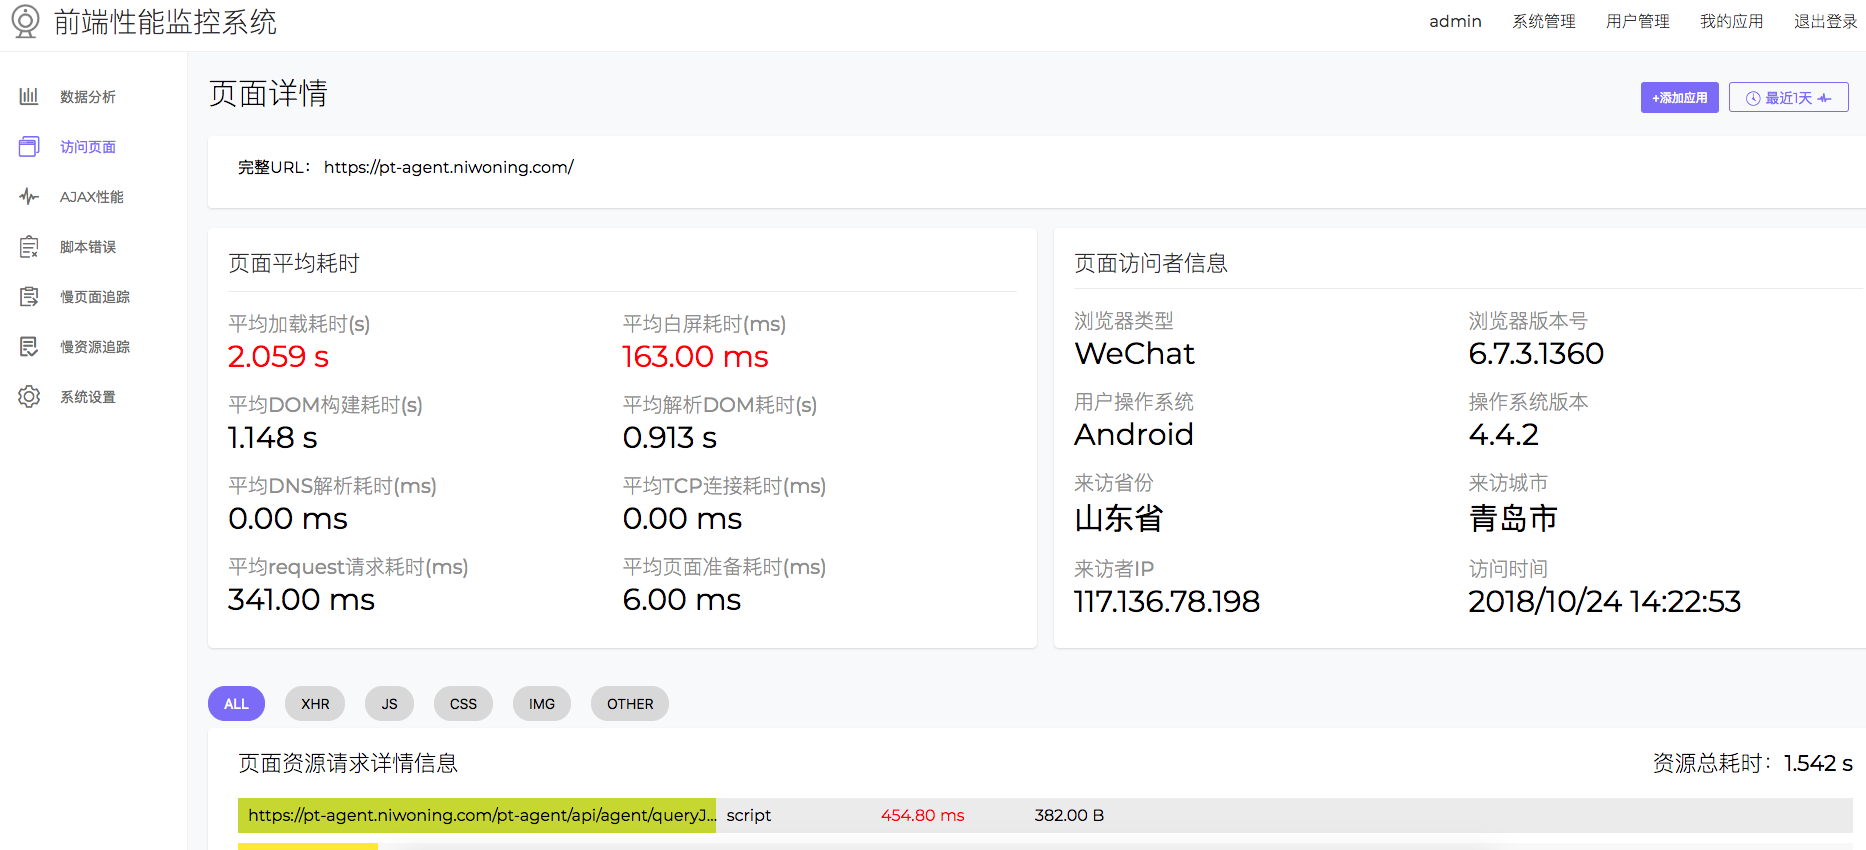 前端性能监控系统
admin 系统管理 用户管理 我的应用 退出登录
数据分析
访问页面
AJAX性能
脚本错误
慢页面追踪
慢资源追踪
系统设置
页面详情
+添加应用 最近1天
完整URL： https://pt-agent.niwoning.com/
页面平均耗时
平均加载耗时(s) 平均白屏耗时(ms)
2.059 s 163.00 ms
平均DOM构建耗时(s) 平均解析DOM耗时(s)
1.148 s 0.913 s
平均DNS解析耗时(ms) 平均TCP连接耗时(ms)
0.00 ms 0.00 ms
平均request请求耗时(ms) 平均页面准备耗时(ms)
341.00 ms 6.00 ms
页面访问者信息
浏览器类型 浏览器版本号
WeChat 6.7.3.1360
用户操作系统 操作系统版本
Android 4.4.2
来访省份 来访城市
山东省 青岛市
来访者IP 访问时间
117.136.78.198 2018/10/24 14:22:53
ALL XHR JS CSS IMG OTHER
页面资源请求详情信息 资源总耗时：1.542 s
https://pt-agent.niwoning.com/pt-agent/api/agent/queryJ... script 454.80 ms 382.00 B